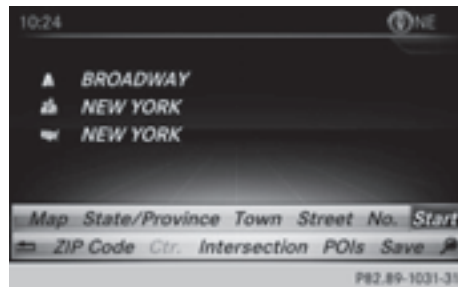 10:24 NE
BROADWAY
NEW YORK
NEW YORK
Map State/Province Town Street No. Start
ZIP Code Ctr. Intersection POIs Save
P82.89-1031-31